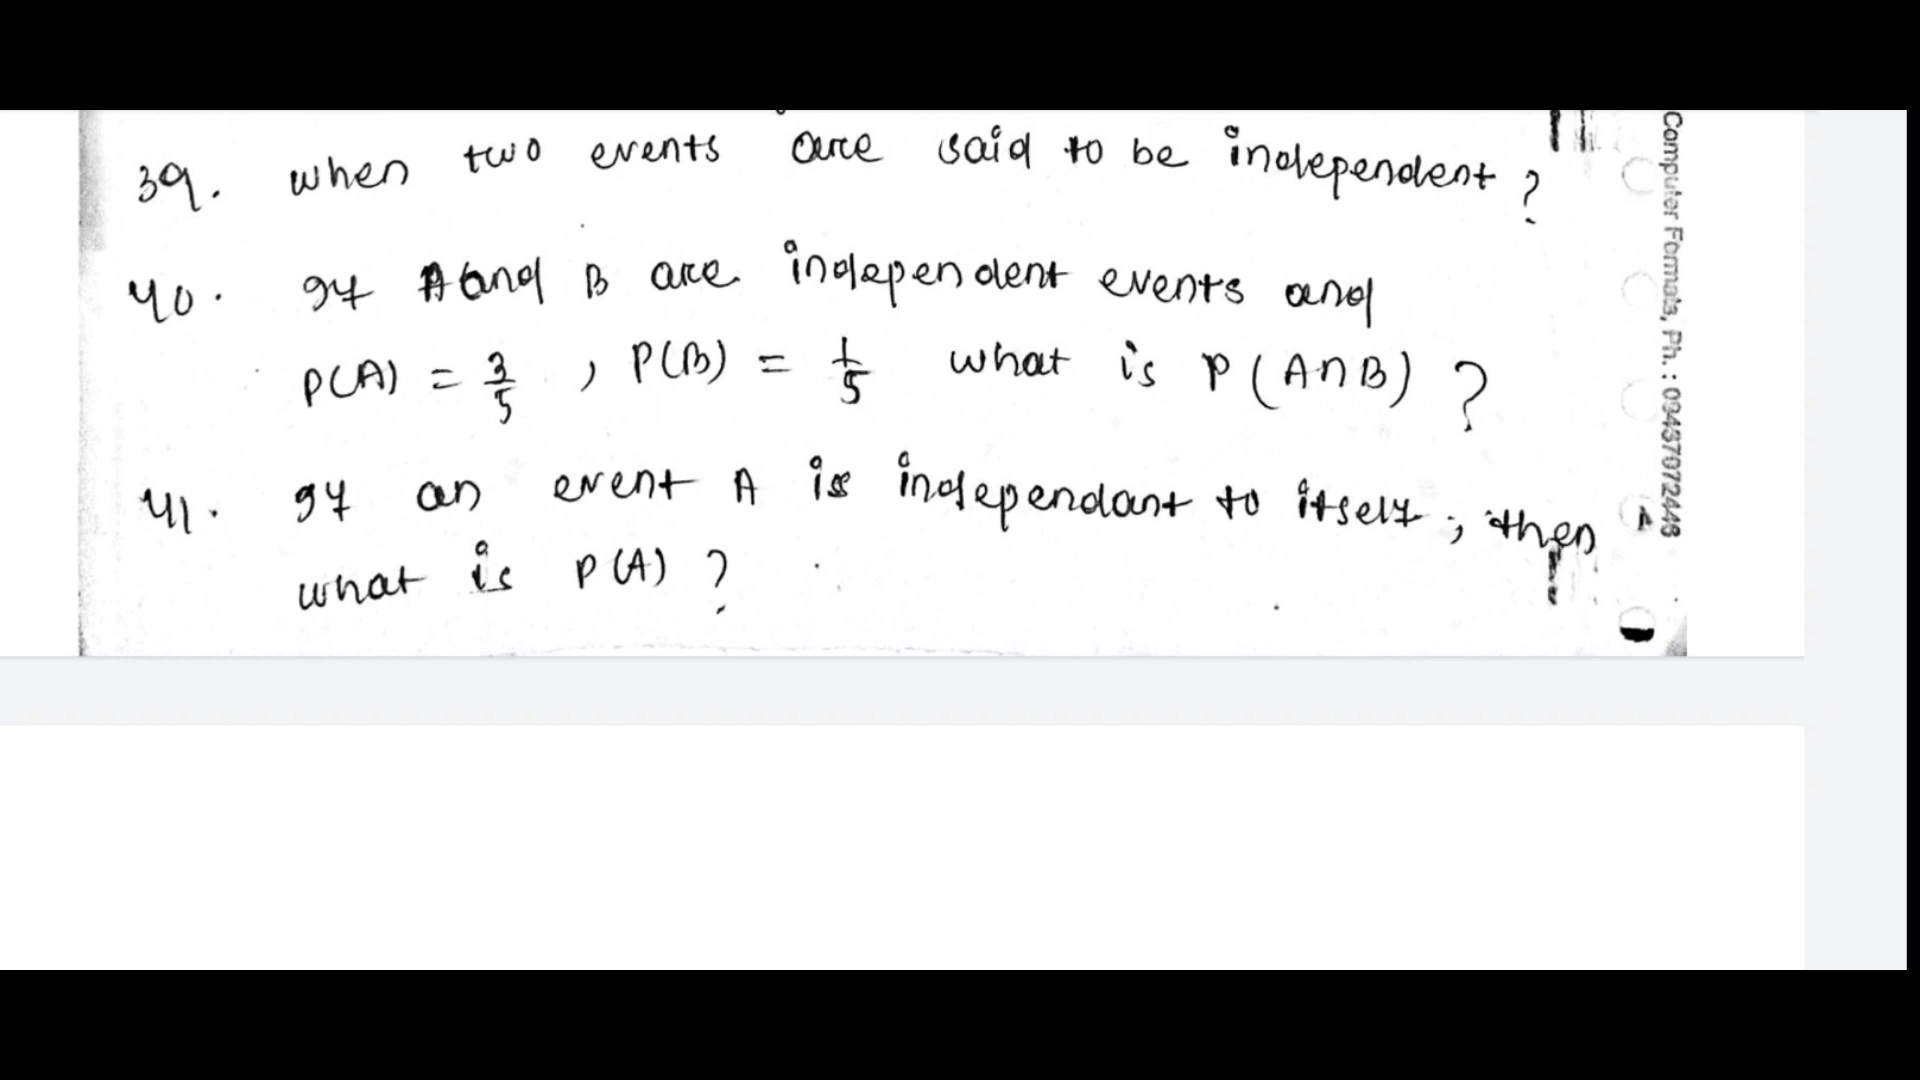 39. when two events are said to be independent?
40. If A and B are independent events and
P(A) = 3/5 , P(B) = 1/5 what is P(A∩B) ?
41. If an event A is independant to itself, then
what is P(A) ?
Computer Formats, Ph. : 09437072448